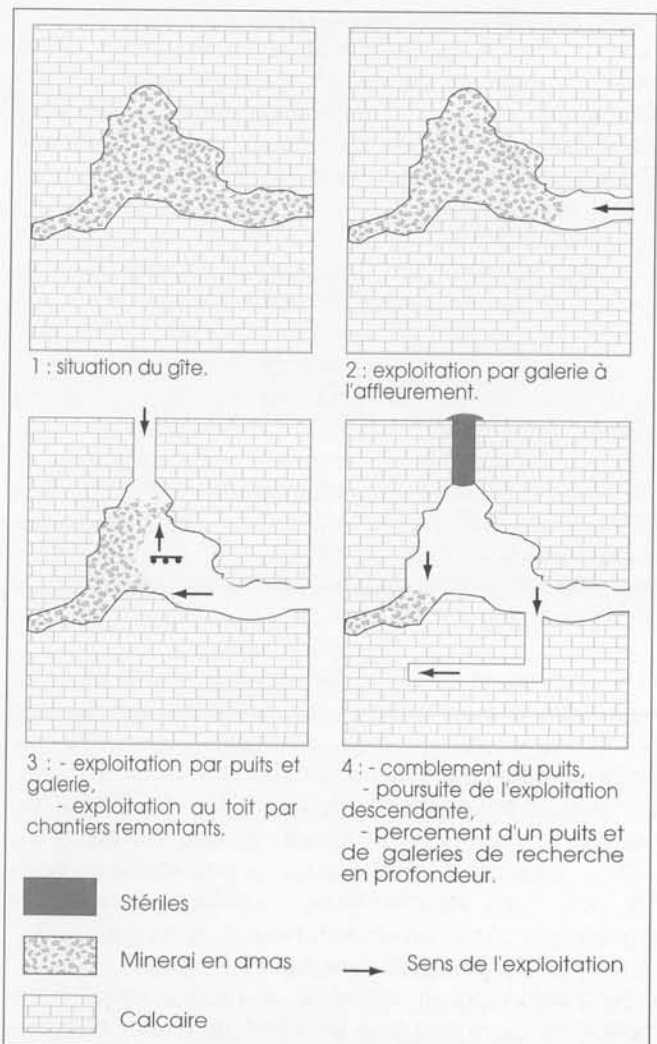 1 : situation du gîte.
2 : exploitation par galerie à
l'affleurement.
3 : - exploitation par puits et
galerie,
- exploitation au toit par
chantiers remontants.
4 : - comblement du puits,
- poursuite de l'exploitation
descendante,
- percement d'un puits et
de galeries de recherche
en profondeur.
Stériles
Minerai en amas
Sens de l'exploitation
Calcaire